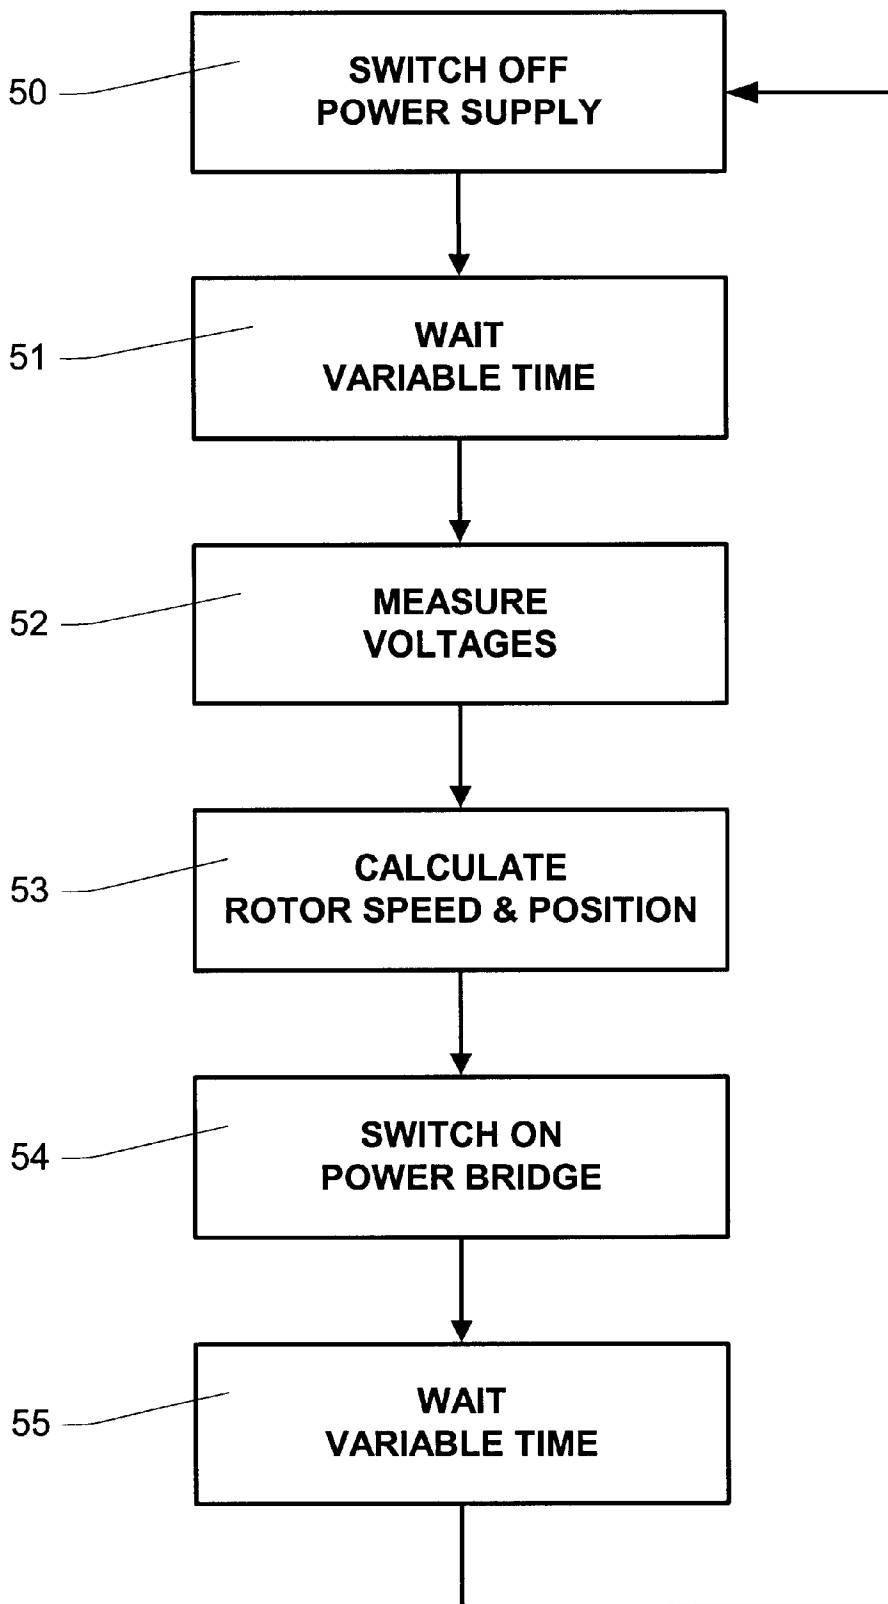 50
SWITCH OFF
POWER SUPPLY
51
WAIT
VARIABLE TIME
52
MEASURE
VOLTAGES
53
CALCULATE
ROTOR SPEED & POSITION
54
SWITCH ON
POWER BRIDGE
55
WAIT
VARIABLE TIME